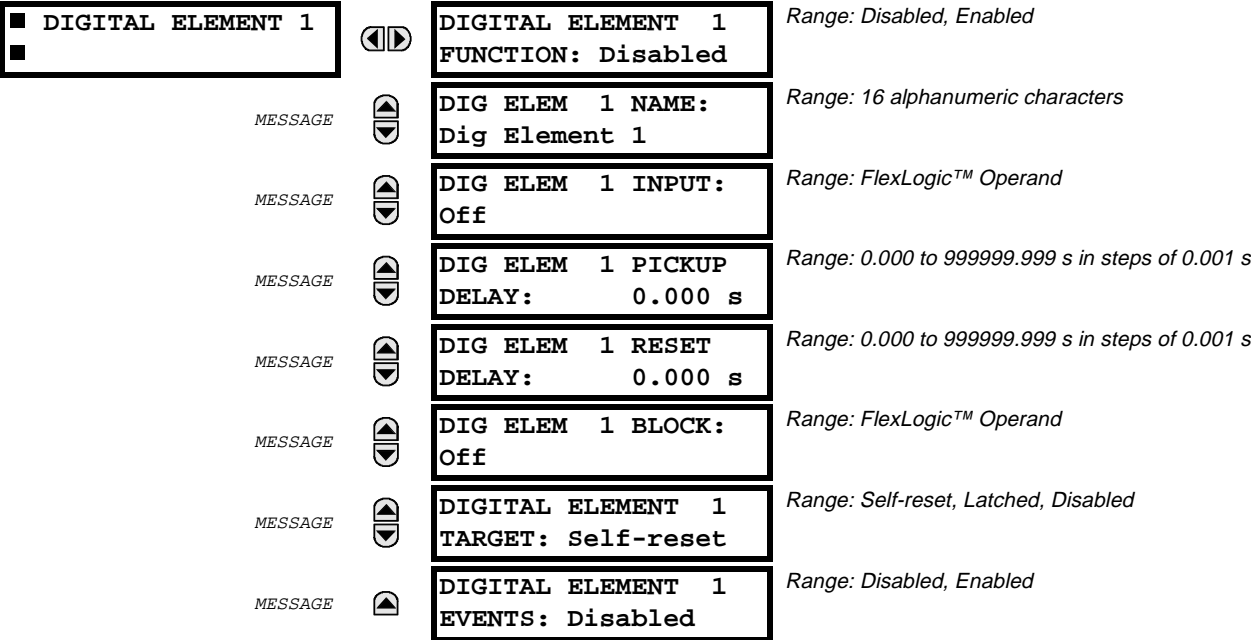 ■ DIGITAL ELEMENT 1
■
DIGITAL ELEMENT 1
FUNCTION: Disabled
Range: Disabled, Enabled
MESSAGE
DIG ELEM 1 NAME:
Dig Element 1
Range: 16 alphanumeric characters
MESSAGE
DIG ELEM 1 INPUT:
Off
Range: FlexLogic™ Operand
MESSAGE
DIG ELEM 1 PICKUP
DELAY: 0.000 s
Range: 0.000 to 999999.999 s in steps of 0.001 s
MESSAGE
DIG ELEM 1 RESET
DELAY: 0.000 s
Range: 0.000 to 999999.999 s in steps of 0.001 s
MESSAGE
DIG ELEM 1 BLOCK:
Off
Range: FlexLogic™ Operand
MESSAGE
DIGITAL ELEMENT 1
TARGET: Self-reset
Range: Self-reset, Latched, Disabled
MESSAGE
DIGITAL ELEMENT 1
EVENTS: Disabled
Range: Disabled, Enabled